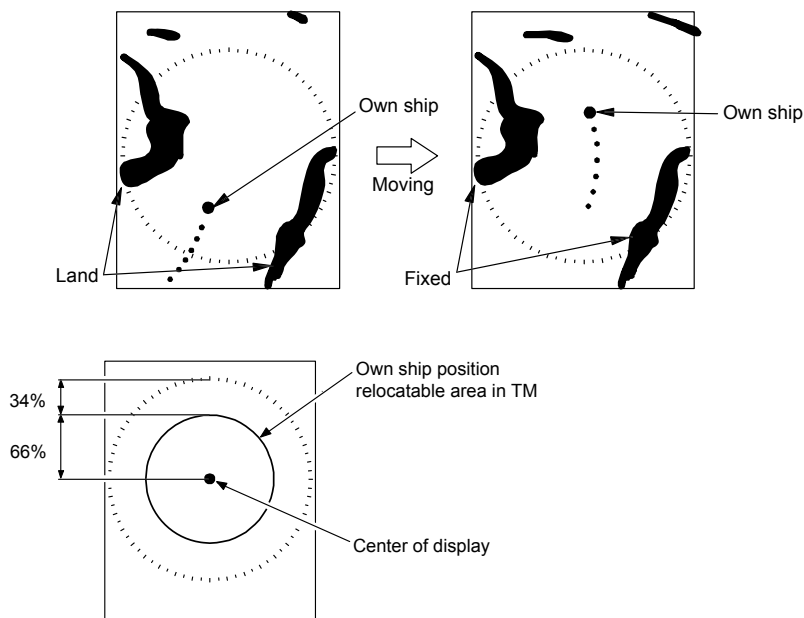 Own ship
Moving
Land
Own ship
Fixed
34%
66%
Own ship position
relocatable area in TM
Center of display